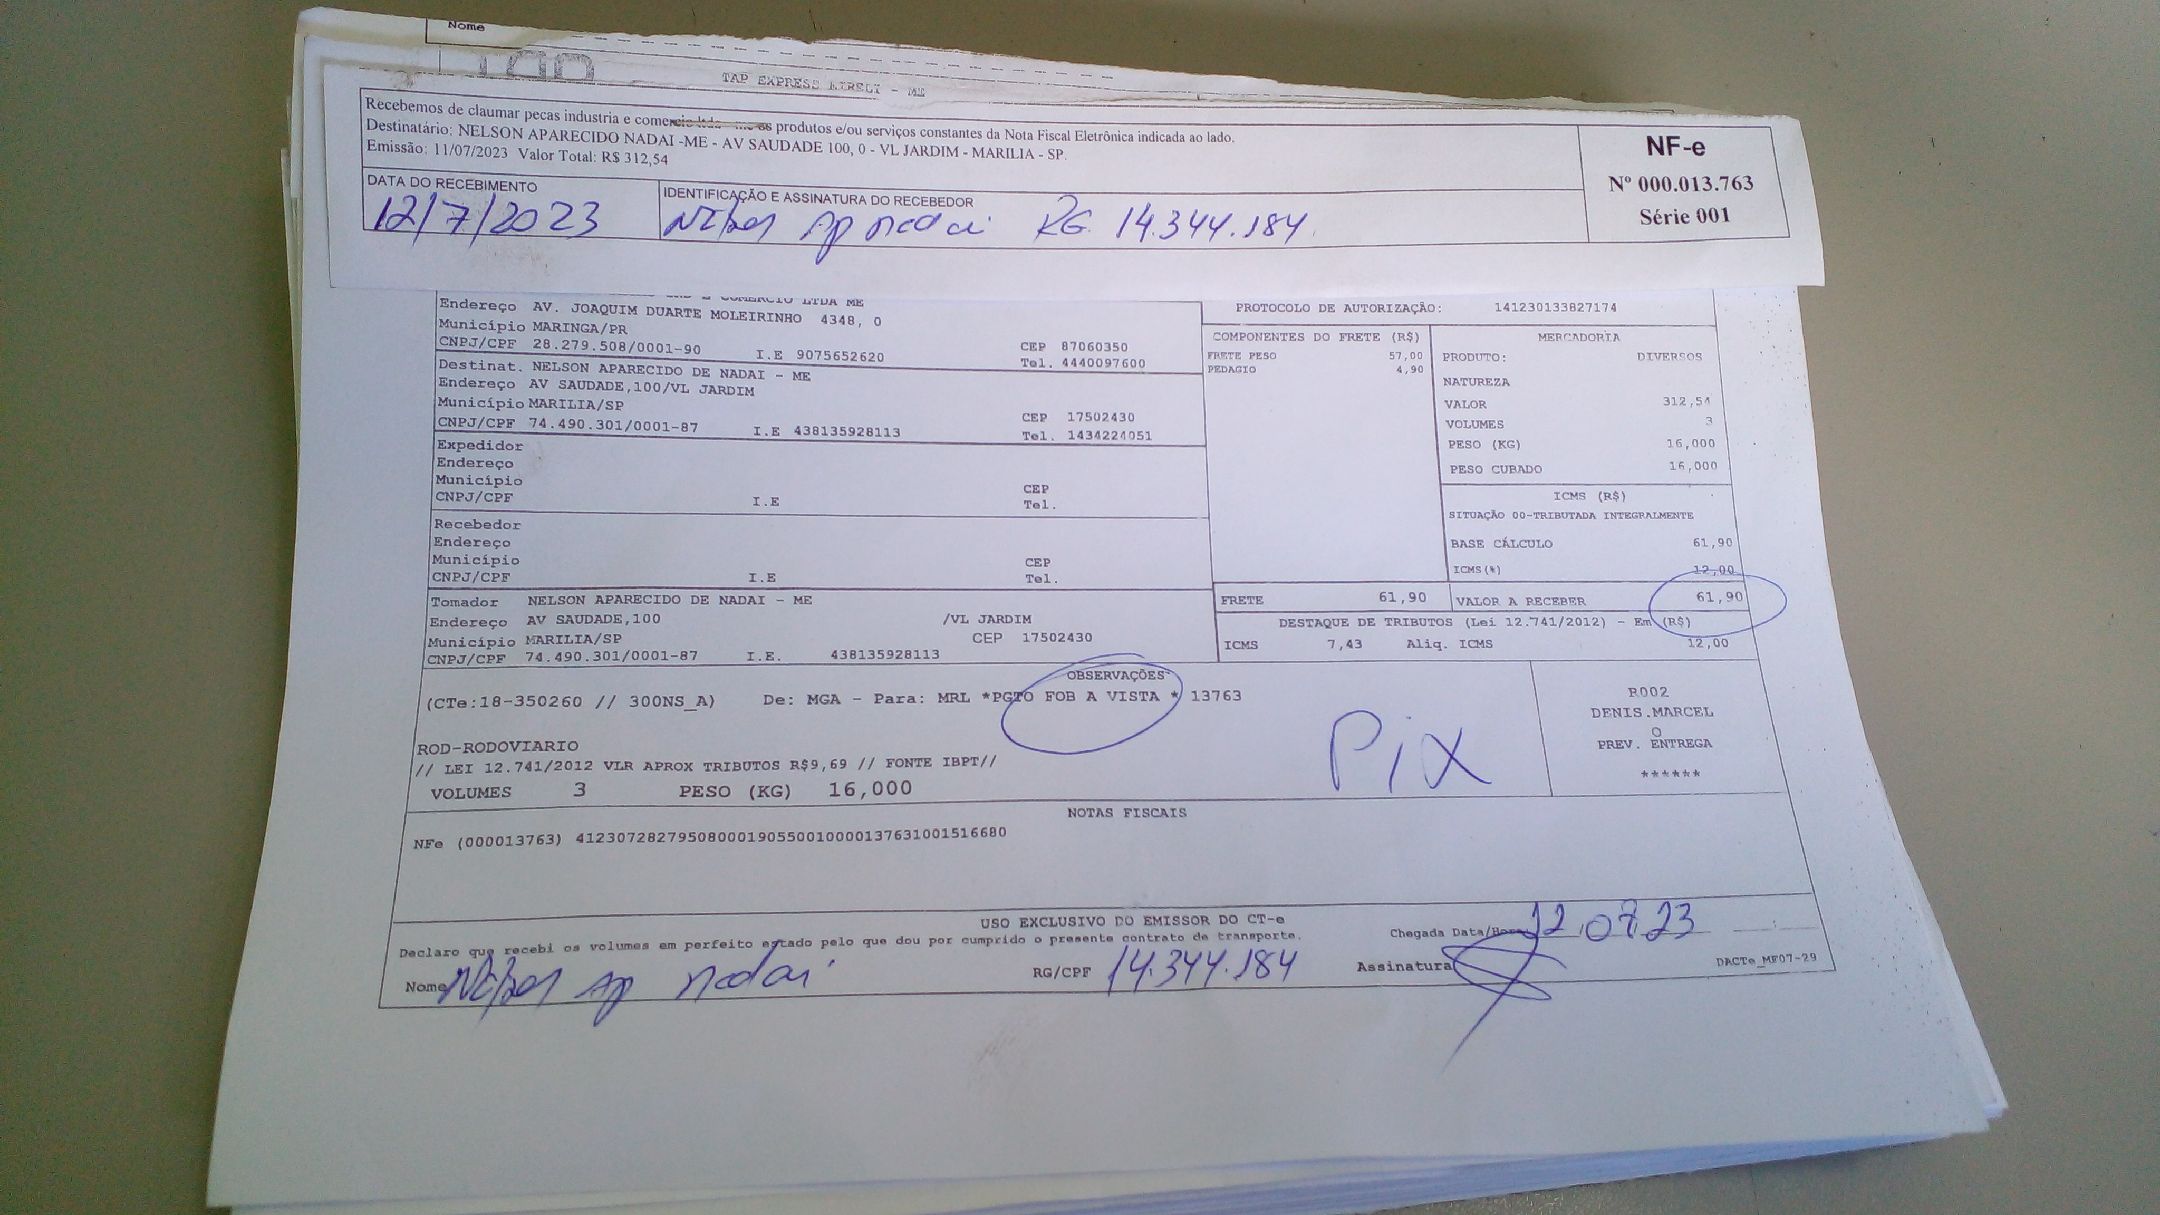 Nome
TAP EXPRESS EIRELI - ME
Recebemos de claumar pecas industria e comercio ltda - me os produtos e/ou serviços constantes da Nota Fiscal Eletrônica indicada ao lado.
Destinatário: NELSON APARECIDO NADAI -ME - AV SAUDADE 100, 0 - VL JARDIM - MARILIA - SP.
Emissão: 11/07/2023 Valor Total: R$ 312,54
NF-e
Nº 000.013.763
Série 001
DATA DO RECEBIMENTO
12/7/2023
IDENTIFICAÇÃO E ASSINATURA DO RECEBEDOR
Ap nadai RG. 14.344.184
E COMERCIO LTDA ME
Endereço AV. JOAQUIM DUARTE MOLEIRINHO 4348, 0
Município MARINGA/PR
CNPJ/CPF 28.279.508/0001-90 I.E 9075652620
CEP 87060350
Tel. 4440097600
Destinat. NELSON APARECIDO DE NADAI - ME
Endereço AV SAUDADE,100/VL JARDIM
Município MARILIA/SP
CNPJ/CPF 74.490.301/0001-87 I.E 438135928113
CEP 17502430
Tel. 1434224051
Expedidor
Endereço
Município
CNPJ/CPF I.E
CEP
Tel.
Recebedor
Endereço
Município
CNPJ/CPF I.E
CEP
Tel.
Tomador NELSON APARECIDO DE NADAI - ME
Endereço AV SAUDADE,100 /VL JARDIM
Município MARILIA/SP CEP 17502430
CNPJ/CPF 74.490.301/0001-87 I.E. 438135928113
PROTOCOLO DE AUTORIZAÇÃO: 141230133827174
COMPONENTES DO FRETE (R$)
FRETE PESO 57,00
PEDAGIO 4,90
MERCADORIA
PRODUTO: DIVERSOS
NATUREZA
VALOR 312,54
VOLUMES 3
PESO (KG) 16,000
PESO CUBADO 16,000
ICMS (R$)
SITUAÇÃO 00-TRIBUTADA INTEGRALMENTE
BASE CÁLCULO 61,90
ICMS(%) 12,00
FRETE 61,90
VALOR A RECEBER 61,90
DESTAQUE DE TRIBUTOS (Lei 12.741/2012) - Em (R$)
ICMS 7,43 Aliq. ICMS 12,00
OBSERVAÇÕES
(CTe:18-350260 // 300NS_A) De: MGA - Para: MRL *PGTO FOB A VISTA * 13763
Pix
ROD-RODOVIARIO
// LEI 12.741/2012 VLR APROX TRIBUTOS R$9,69 // FONTE IBPT//
VOLUMES 3 PESO (KG) 16,000
R002
DENIS.MARCEL
O
PREV. ENTREGA
******
NOTAS FISCAIS
NFe (000013763) 41230728279508000190550010000137631001516680
USO EXCLUSIVO DO EMISSOR DO CT-e
Declaro que recebi os volumes em perfeito estado pelo que dou por cumprido o presente contrato de transporte.
Chegada Data/Hora 12.07.23
Nome Ap nadai
RG/CPF 14.344.184
Assinatura
DACTe_MF07-29